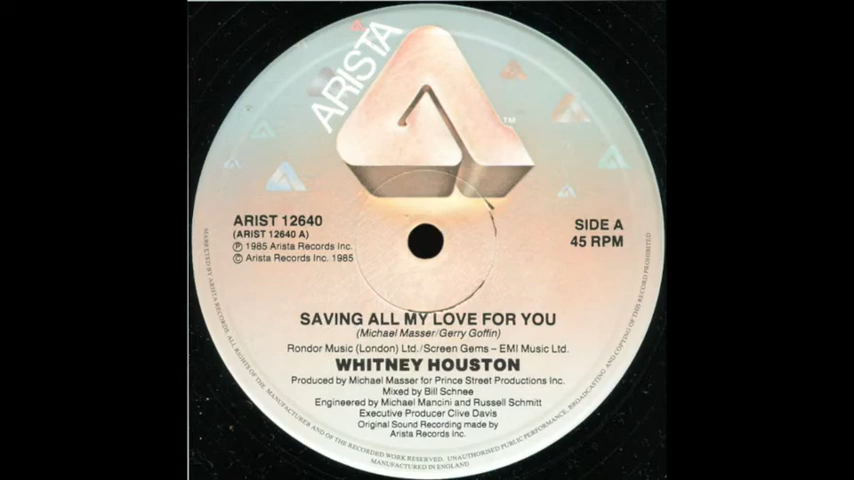 ARISTA
TM
ARIST 12640
(ARIST 12640 A)
Ⓟ 1985 Arista Records Inc.
© Arista Records Inc. 1985
SIDE A
45 RPM
SAVING ALL MY LOVE FOR YOU
(Michael Masser/Gerry Goffin)
Rondor Music (London) Ltd./Screen Gems – EMI Music Ltd.
WHITNEY HOUSTON
Produced by Michael Masser for Prince Street Productions Inc.
Mixed by Bill Schnee
Engineered by Michael Mancini and Russell Schmitt
Executive Producer Clive Davis
Original Sound Recording made by
Arista Records Inc.
MARKETED BY ARISTA RECORDS. ALL RIGHTS OF THE MANUFACTURER AND OF THE RECORDED WORK RESERVED. UNAUTHORISED PUBLIC PERFORMANCE, BROADCASTING AND COPYING OF THIS RECORD PROHIBITED
MANUFACTURED IN ENGLAND